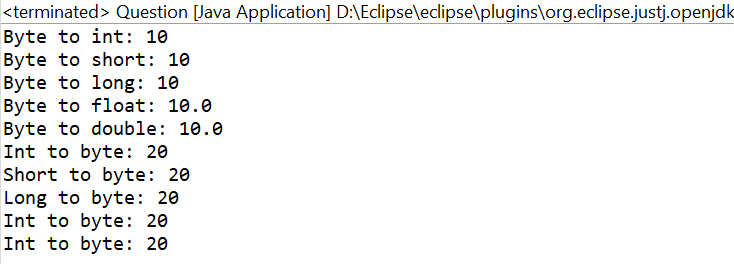 <terminated> Question [Java Application] D:\Eclipse\eclipse\plugins\org.eclipse.justj.openjdk
Byte to int: 10
Byte to short: 10
Byte to long: 10
Byte to float: 10.0
Byte to double: 10.0
Int to byte: 20
Short to byte: 20
Long to byte: 20
Int to byte: 20
Int to byte: 20